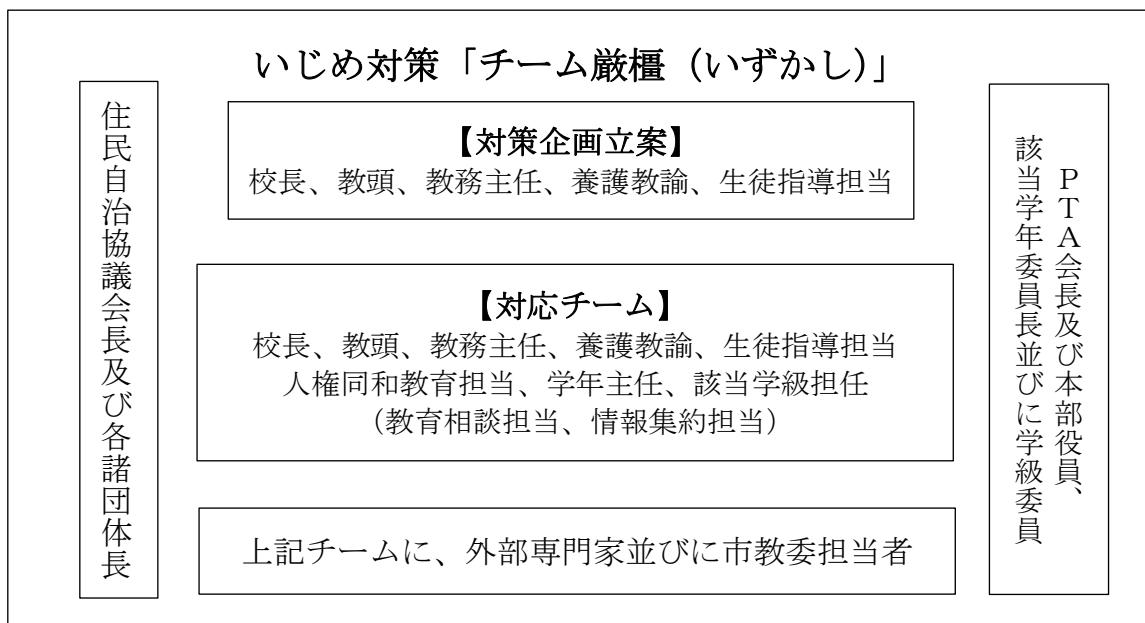 いじめ対策「チーム厳橿（いずかし）」
住民自治協議会長及び各諸団体長
【対策企画立案】
校長、教頭、教務主任、養護教諭、生徒指導担当
【対応チーム】
校長、教頭、教務主任、養護教諭、生徒指導担当
人権同和教育担当、学年主任、該当学級担任
（教育相談担当、情報集約担当）
上記チームに、外部専門家並びに市教委担当者
ＰＴＡ会長及び本部役員、
該当学年委員長並びに学級委員